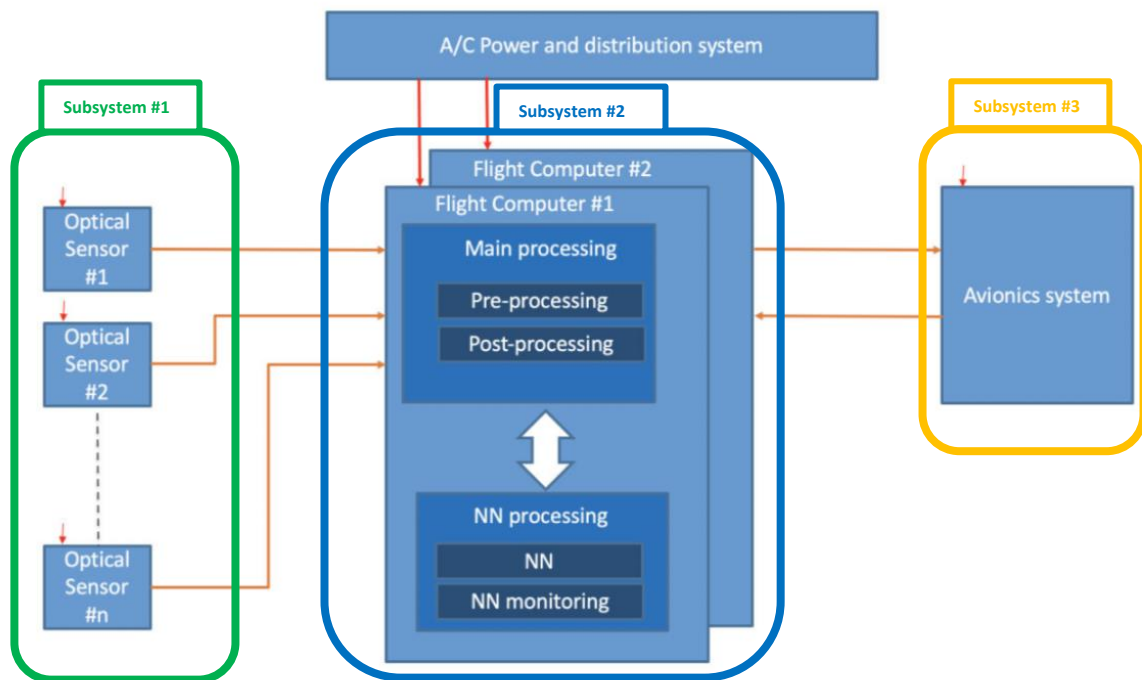 A/C Power and distribution system
Subsystem #1
Subsystem #2
Subsystem #3
Optical
Sensor
#1
Optical
Sensor
#2
Optical
Sensor
#n
Flight Computer #2
Flight Computer #1
Main processing
Pre-processing
Post-processing
NN processing
NN
NN monitoring
Avionics system